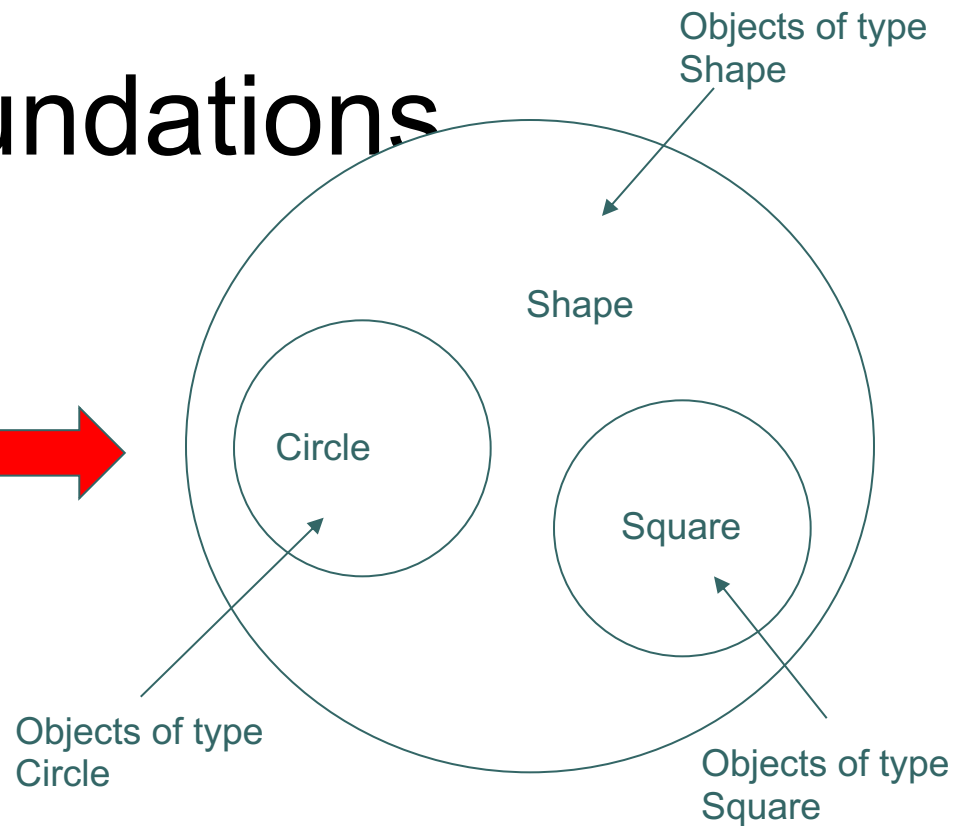 Objects of type
Shape
undations
Shape
Circle
Square
Objects of type
Circle
Objects of type
Square